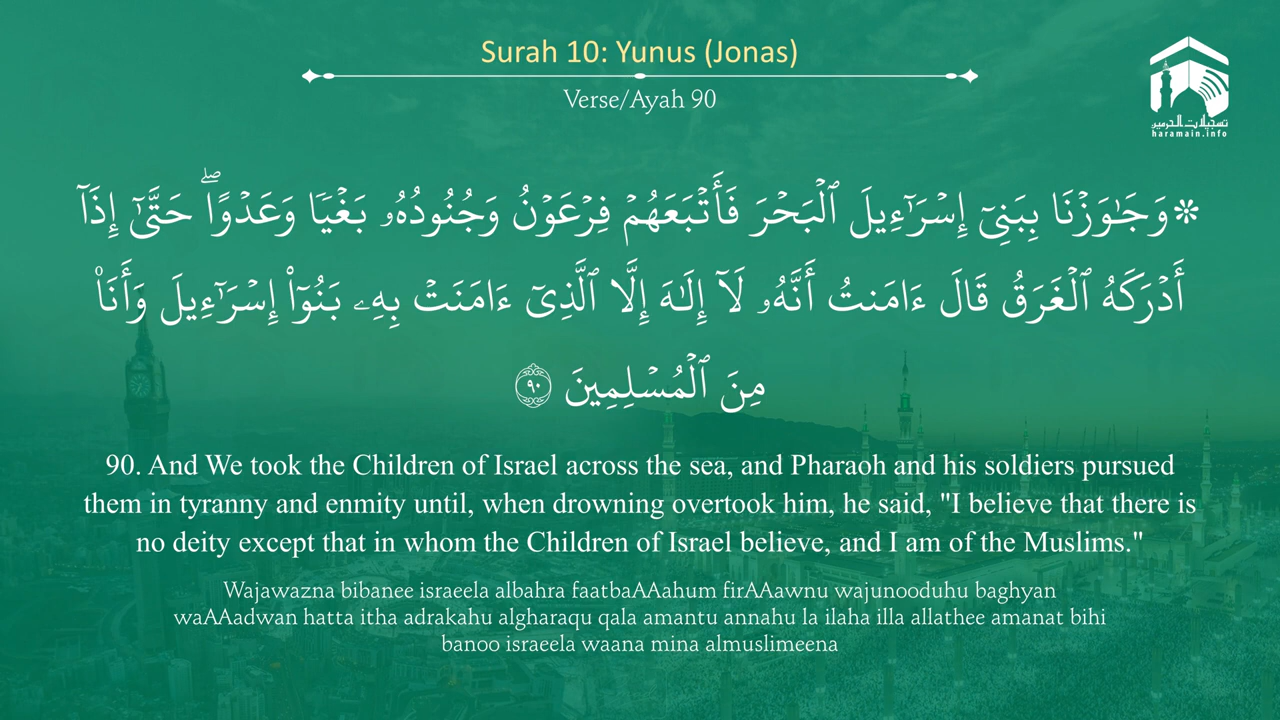 Surah 10: Yunus (Jonas)
Verse/Ayah 90
تسجيلات الحرمين
haramain.info
۞ وَجَـٰوَزْنَا بِبَنِىٓ إِسْرَٰٓءِيلَ ٱلْبَحْرَ فَأَتْبَعَهُمْ فِرْعَوْنُ وَجُنُودُهُۥ بَغْيًا وَعَدْوًا ۖ حَتَّىٰٓ إِذَآ
أَدْرَكَهُ ٱلْغَرَقُ قَالَ ءَامَنتُ أَنَّهُۥ لَآ إِلَـٰهَ إِلَّا ٱلَّذِىٓ ءَامَنَتْ بِهِۦ بَنُوٓا۟ إِسْرَٰٓءِيلَ وَأَنَا۠
مِنَ ٱلْمُسْلِمِينَ ٩٠
90. And We took the Children of Israel across the sea, and Pharaoh and his soldiers pursued
them in tyranny and enmity until, when drowning overtook him, he said, "I believe that there is
no deity except that in whom the Children of Israel believe, and I am of the Muslims."
Wajawazna bibanee israeela albahra faatbaAAahum firAAawnu wajunooduhu baghyan
waAAadwan hatta itha adrakahu algharaqu qala amantu annahu la ilaha illa allathee amanat bihi
banoo israeela waana mina almuslimeena